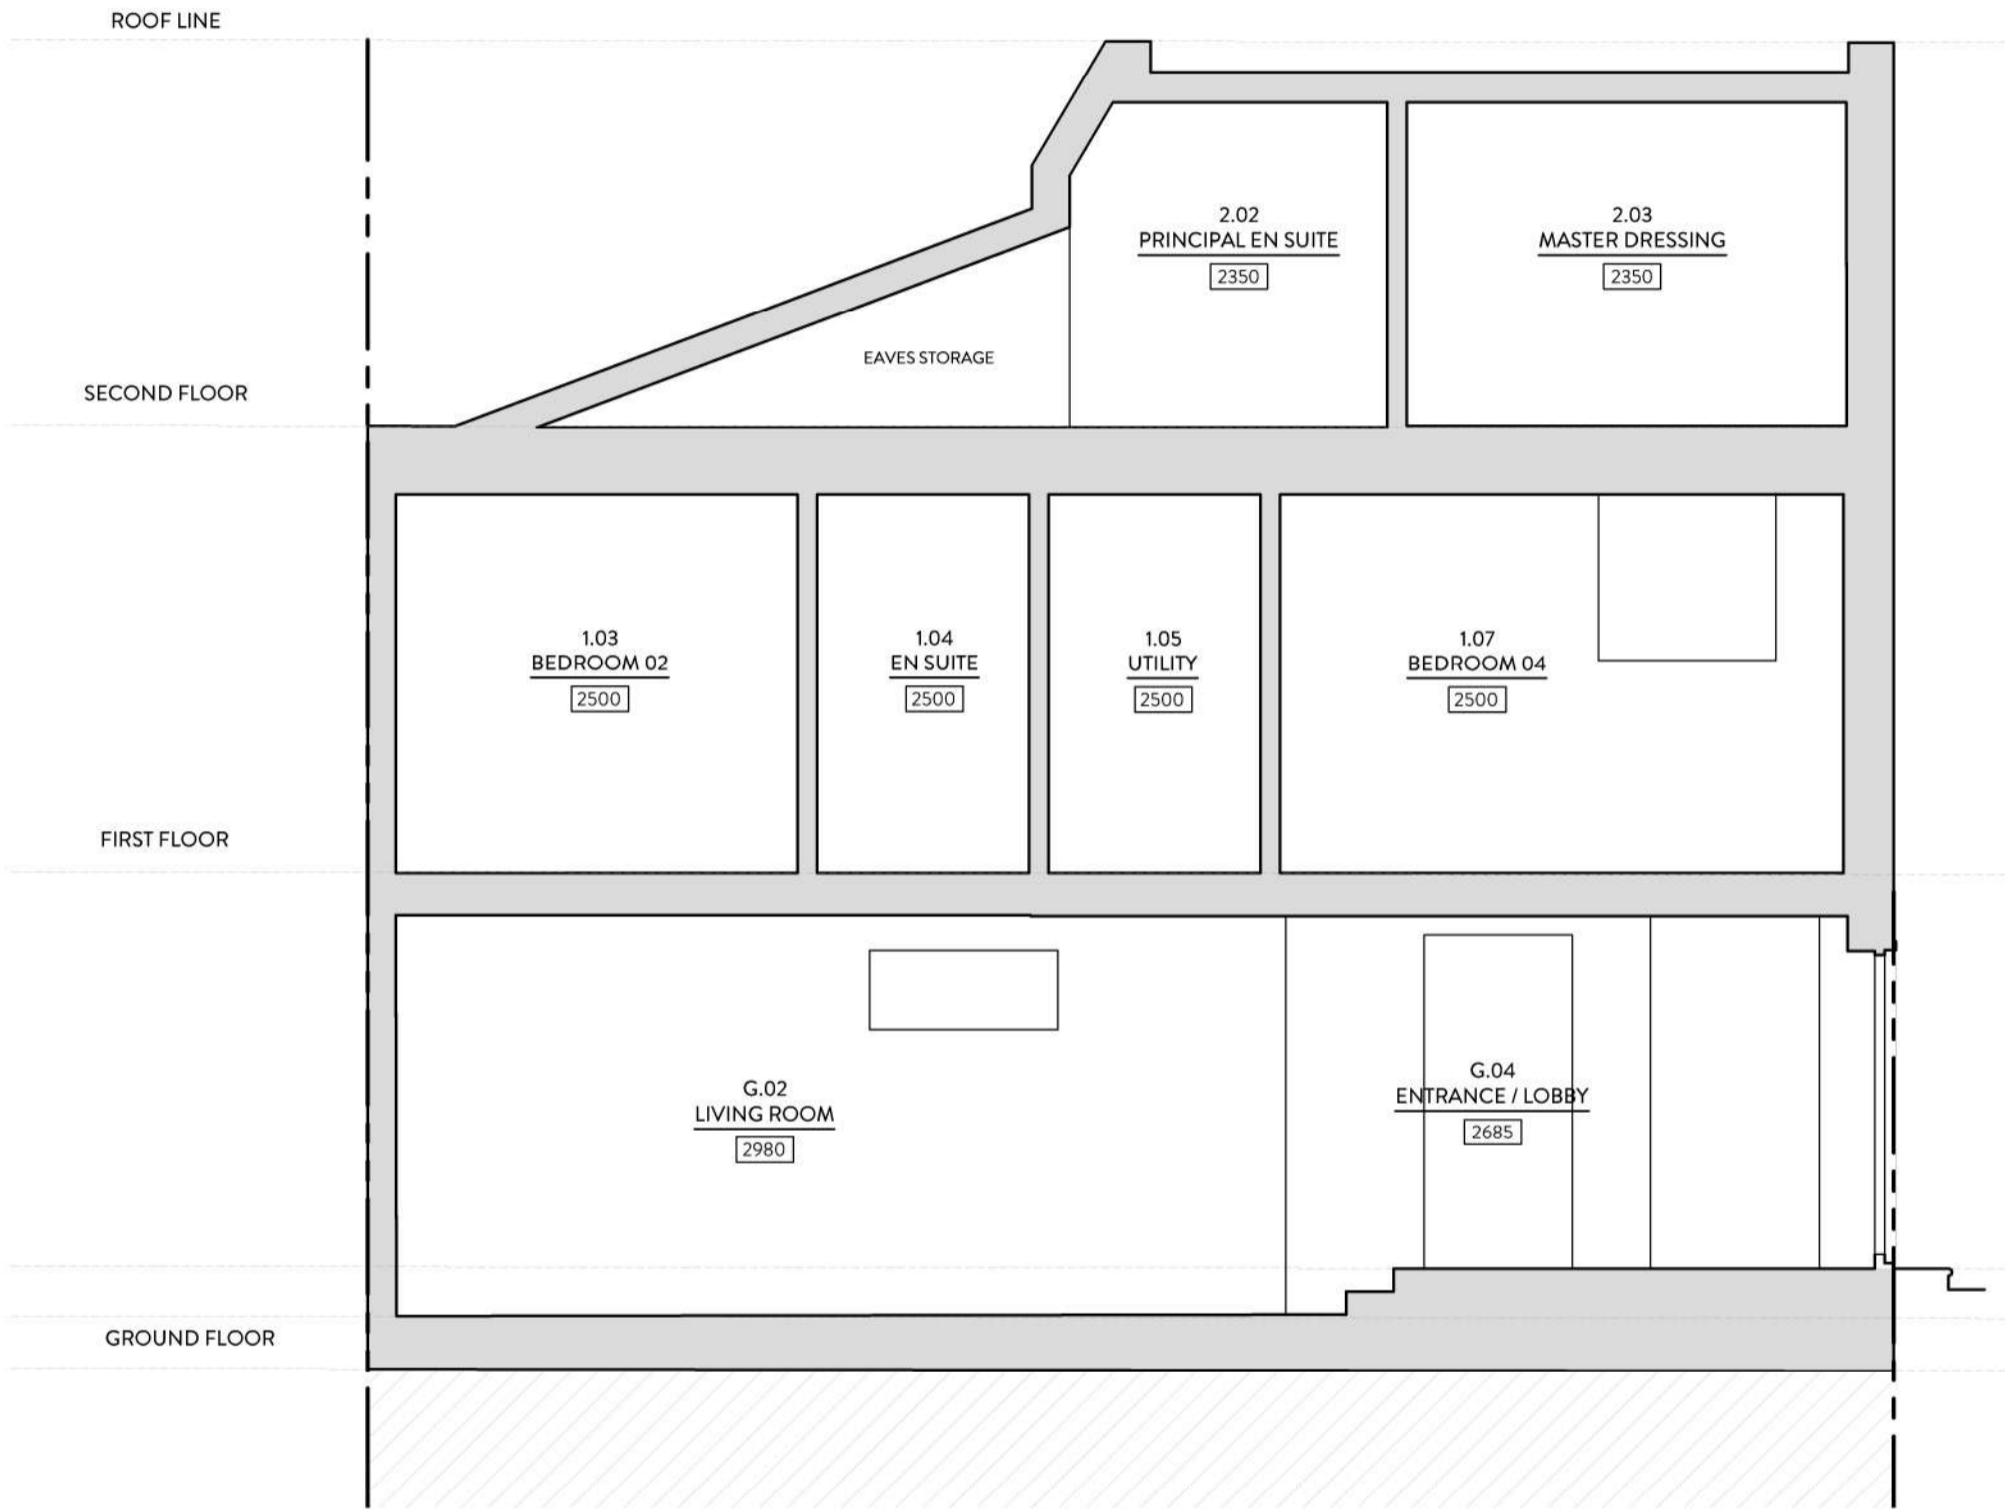 ROOF LINE
2.02
PRINCIPAL EN SUITE
2350
2.03
MASTER DRESSING
2350
EAVES STORAGE
SECOND FLOOR
1.03
BEDROOM 02
2500
1.04
EN SUITE
2500
1.05
UTILITY
2500
1.07
BEDROOM 04
2500
FIRST FLOOR
G.02
LIVING ROOM
2980
G.04
ENTRANCE / LOBBY
2685
GROUND FLOOR